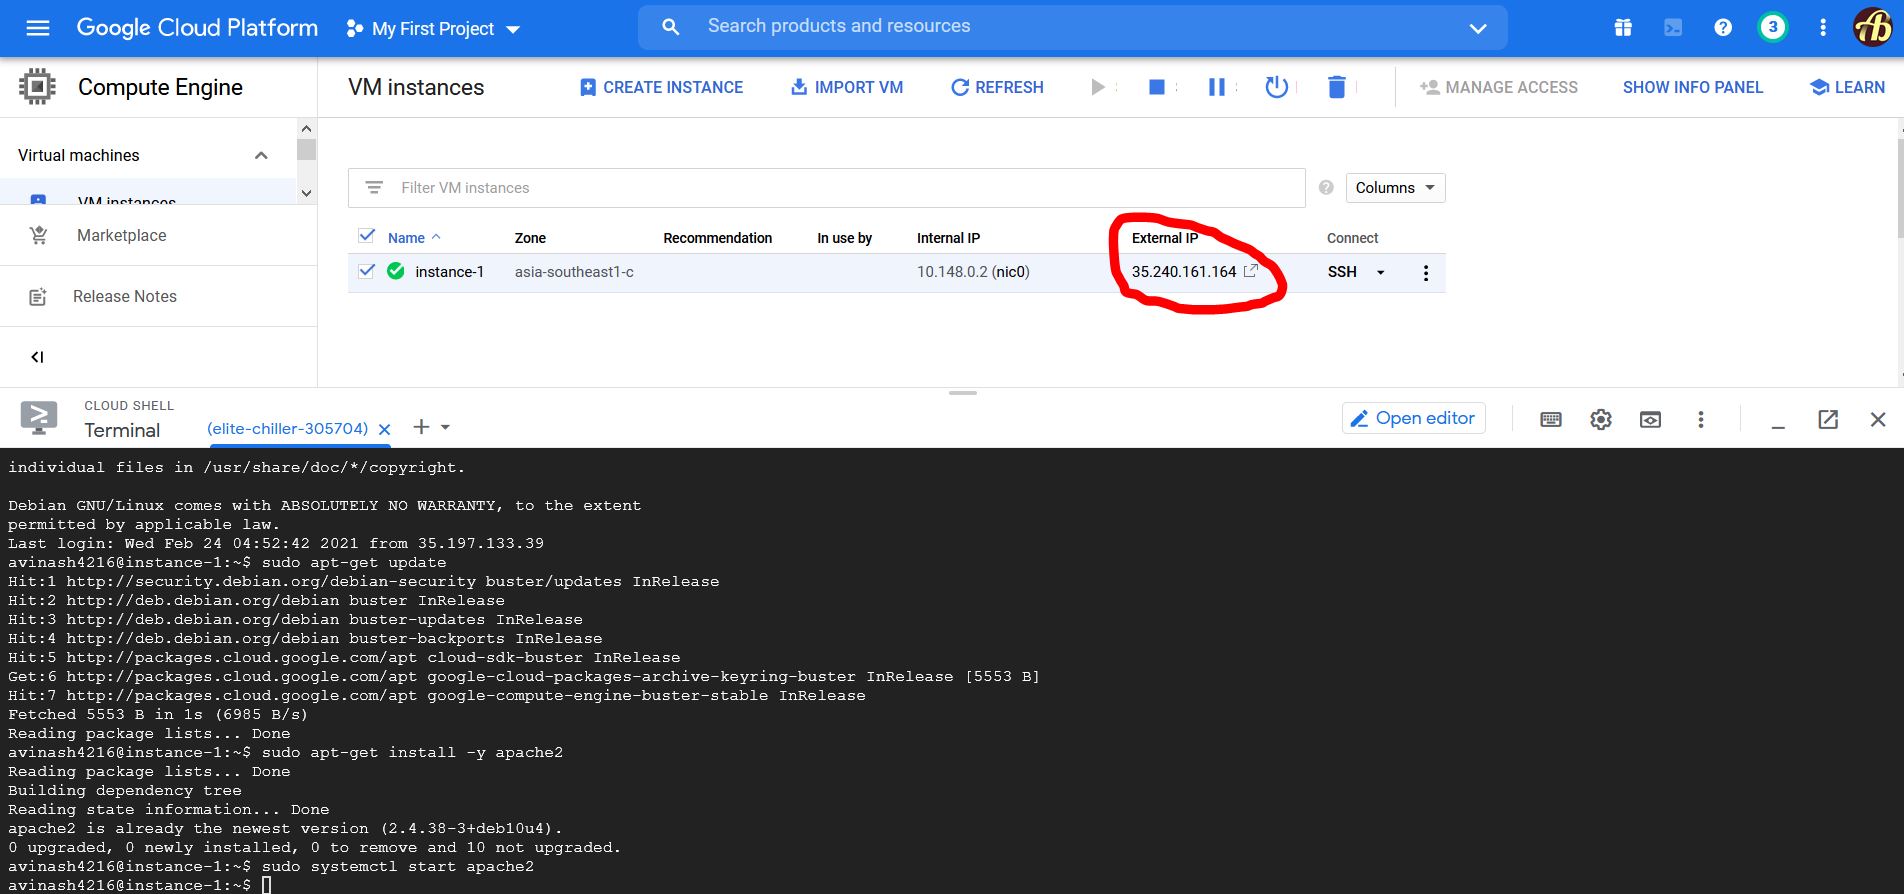 Google Cloud Platform My First Project Search products and resources 3
Compute Engine VM instances CREATE INSTANCE IMPORT VM REFRESH MANAGE ACCESS SHOW INFO PANEL LEARN
Virtual machines
VM instances
Marketplace
Release Notes
Filter VM instances Columns
Name Zone Recommendation In use by Internal IP External IP Connect
instance-1 asia-southeast1-c 10.148.0.2 (nic0) 35.240.161.164 SSH
CLOUD SHELL
Terminal (elite-chiller-305704) Open editor
individual files in /usr/share/doc/*/copyright.
Debian GNU/Linux comes with ABSOLUTELY NO WARRANTY, to the extent
permitted by applicable law.
Last login: Wed Feb 24 04:52:42 2021 from 35.197.133.39
avinash4216@instance-1:~$ sudo apt-get update
Hit:1 http://security.debian.org/debian-security buster/updates InRelease
Hit:2 http://deb.debian.org/debian buster InRelease
Hit:3 http://deb.debian.org/debian buster-updates InRelease
Hit:4 http://deb.debian.org/debian buster-backports InRelease
Hit:5 http://packages.cloud.google.com/apt cloud-sdk-buster InRelease
Get:6 http://packages.cloud.google.com/apt google-cloud-packages-archive-keyring-buster InRelease [5553 B]
Hit:7 http://packages.cloud.google.com/apt google-compute-engine-buster-stable InRelease
Fetched 5553 B in 1s (6985 B/s)
Reading package lists... Done
avinash4216@instance-1:~$ sudo apt-get install -y apache2
Reading package lists... Done
Building dependency tree
Reading state information... Done
apache2 is already the newest version (2.4.38-3+deb10u4).
0 upgraded, 0 newly installed, 0 to remove and 10 not upgraded.
avinash4216@instance-1:~$ sudo systemctl start apache2
avinash4216@instance-1:~$